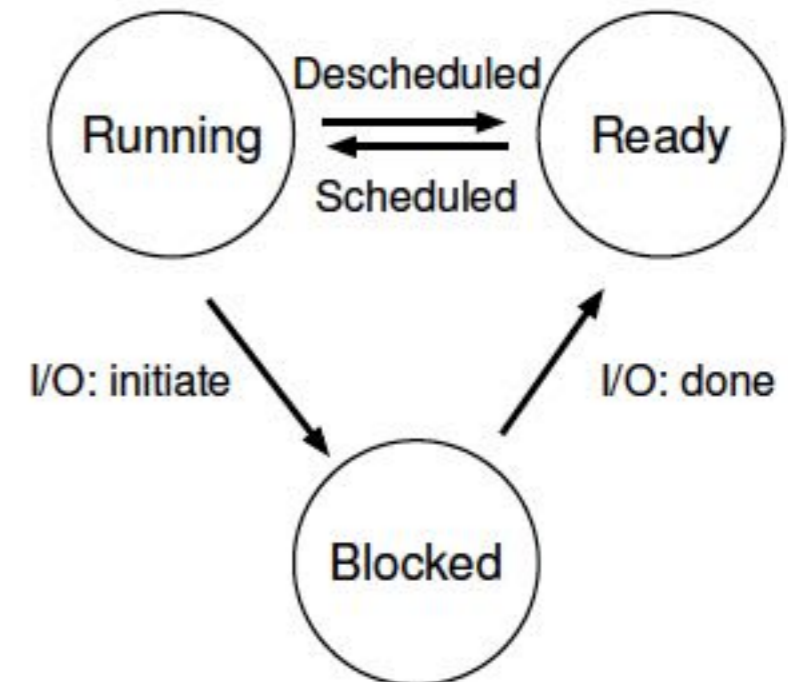 Descheduled
Running
Ready
Scheduled
I/O: initiate
I/O: done
Blocked